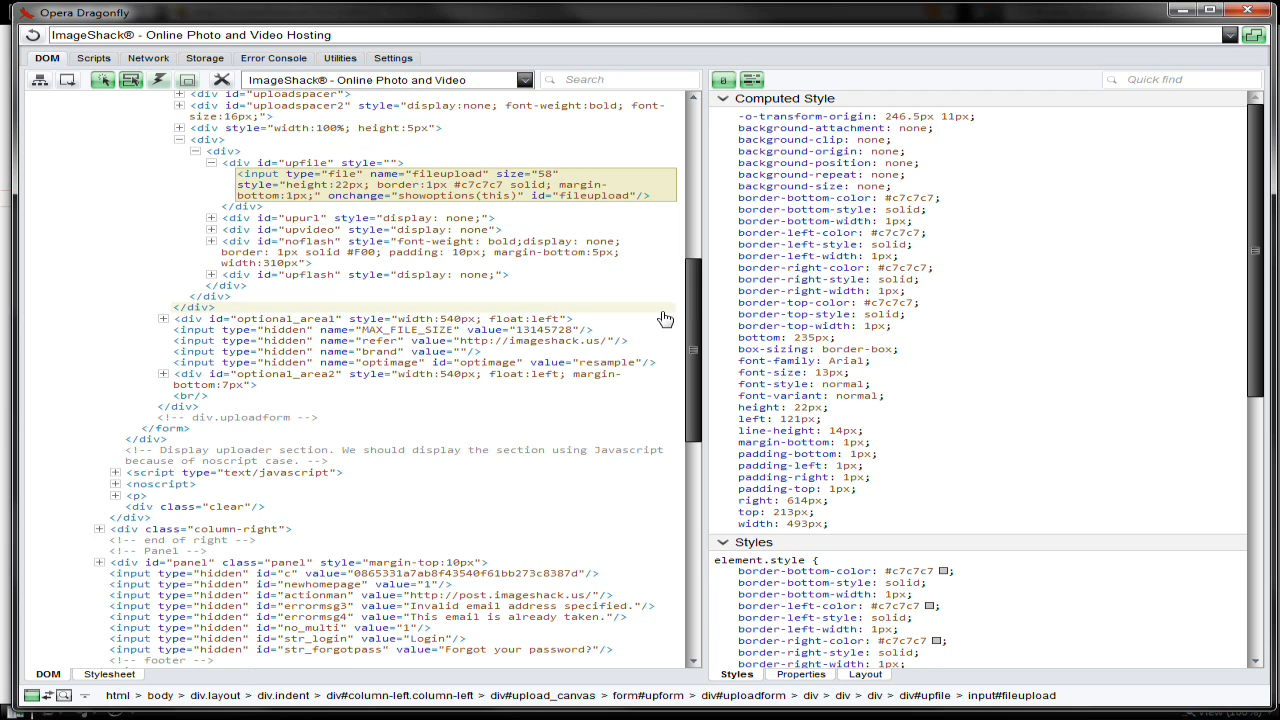 Opera Dragonfly
ImageShack® - Online Photo and Video Hosting
DOM Scripts Network Storage Error Console Utilities Settings
ImageShack® - Online Photo and Video Search Quick find
<div id="uploadspacer">
<div id="uploadspacer2" style="display:none; font-weight:bold; font-
size:16px;">
<div style="width:100%; height:5px">
<div>
<div>
<div id="upfile" style="">
<input type="file" name="fileupload" size="58"
style="height:22px; border:1px #c7c7c7 solid; margin-
bottom:1px;" onchange="showoptions(this)" id="fileupload"/>
</div>
<div id="upurl" style="display: none;">
<div id="upvideo" style="display: none">
<div id="noflash" style="font-weight: bold;display: none;
border: 1px solid #F00; padding: 10px; margin-bottom:5px;
width:310px">
<div id="upflash" style="display: none;">
</div>
</div>
</div>
<div id="optional_area1" style="width:540px; float:left">
<input type="hidden" name="MAX_FILE_SIZE" value="13145728"/>
<input type="hidden" name="refer" value="http://imageshack.us/"/>
<input type="hidden" name="brand" value=""/>
<input type="hidden" name="optimage" id="optimage" value="resample"/>
<div id="optional_area2" style="width:540px; float:left; margin-
bottom:7px">
<br/>
</div>
<!-- div.uploadform -->
</form>
</div>
<!-- Display uploader section. We should display the section using Javascript
because of noscript case. -->
<script type="text/javascript">
<noscript>
<p>
<div class="clear"/>
</div>
<div class="column-right">
<!-- end of right -->
<!-- Panel -->
<div id="panel" class="panel" style="margin-top:10px">
<input type="hidden" id="c" value="0865331a7ab8f43540f61bb273c8387d"/>
<input type="hidden" id="newhomepage" value="1"/>
<input type="hidden" id="actionman" value="http://post.imageshack.us/"/>
<input type="hidden" id="errormsg3" value="Invalid email address specified."/>
<input type="hidden" id="errormsg4" value="This email is already taken."/>
<input type="hidden" id="no_multi" value="1"/>
<input type="hidden" id="str_login" value="Login"/>
<input type="hidden" id="str_forgotpass" value="Forgot your password?"/>
<!-- footer -->
Computed Style
-o-transform-origin: 246.5px 11px;
background-attachment: none;
background-clip: none;
background-origin: none;
background-position: none;
background-repeat: none;
background-size: none;
border-bottom-color: #c7c7c7;
border-bottom-style: solid;
border-bottom-width: 1px;
border-left-color: #c7c7c7;
border-left-style: solid;
border-left-width: 1px;
border-right-color: #c7c7c7;
border-right-style: solid;
border-right-width: 1px;
border-top-color: #c7c7c7;
border-top-style: solid;
border-top-width: 1px;
bottom: 235px;
box-sizing: border-box;
font-family: Arial;
font-size: 13px;
font-style: normal;
font-variant: normal;
height: 22px;
left: 121px;
line-height: 14px;
margin-bottom: 1px;
padding-bottom: 1px;
padding-left: 1px;
padding-right: 1px;
padding-top: 1px;
right: 614px;
top: 213px;
width: 493px;
Styles
element.style {
border-bottom-color: #c7c7c7 ;
border-bottom-style: solid;
border-bottom-width: 1px;
border-left-color: #c7c7c7 ;
border-left-style: solid;
border-left-width: 1px;
border-right-color: #c7c7c7 ;
border-right-style: solid;
border-right-width: 1px;
DOM Stylesheet Styles Properties Layout
html > body > div.layout > div.indent > div#column-left.column-left > div#upload_canvas > form#upform > div#uploadform > div > div > div > div#upfile > input#fileupload
View (100%)